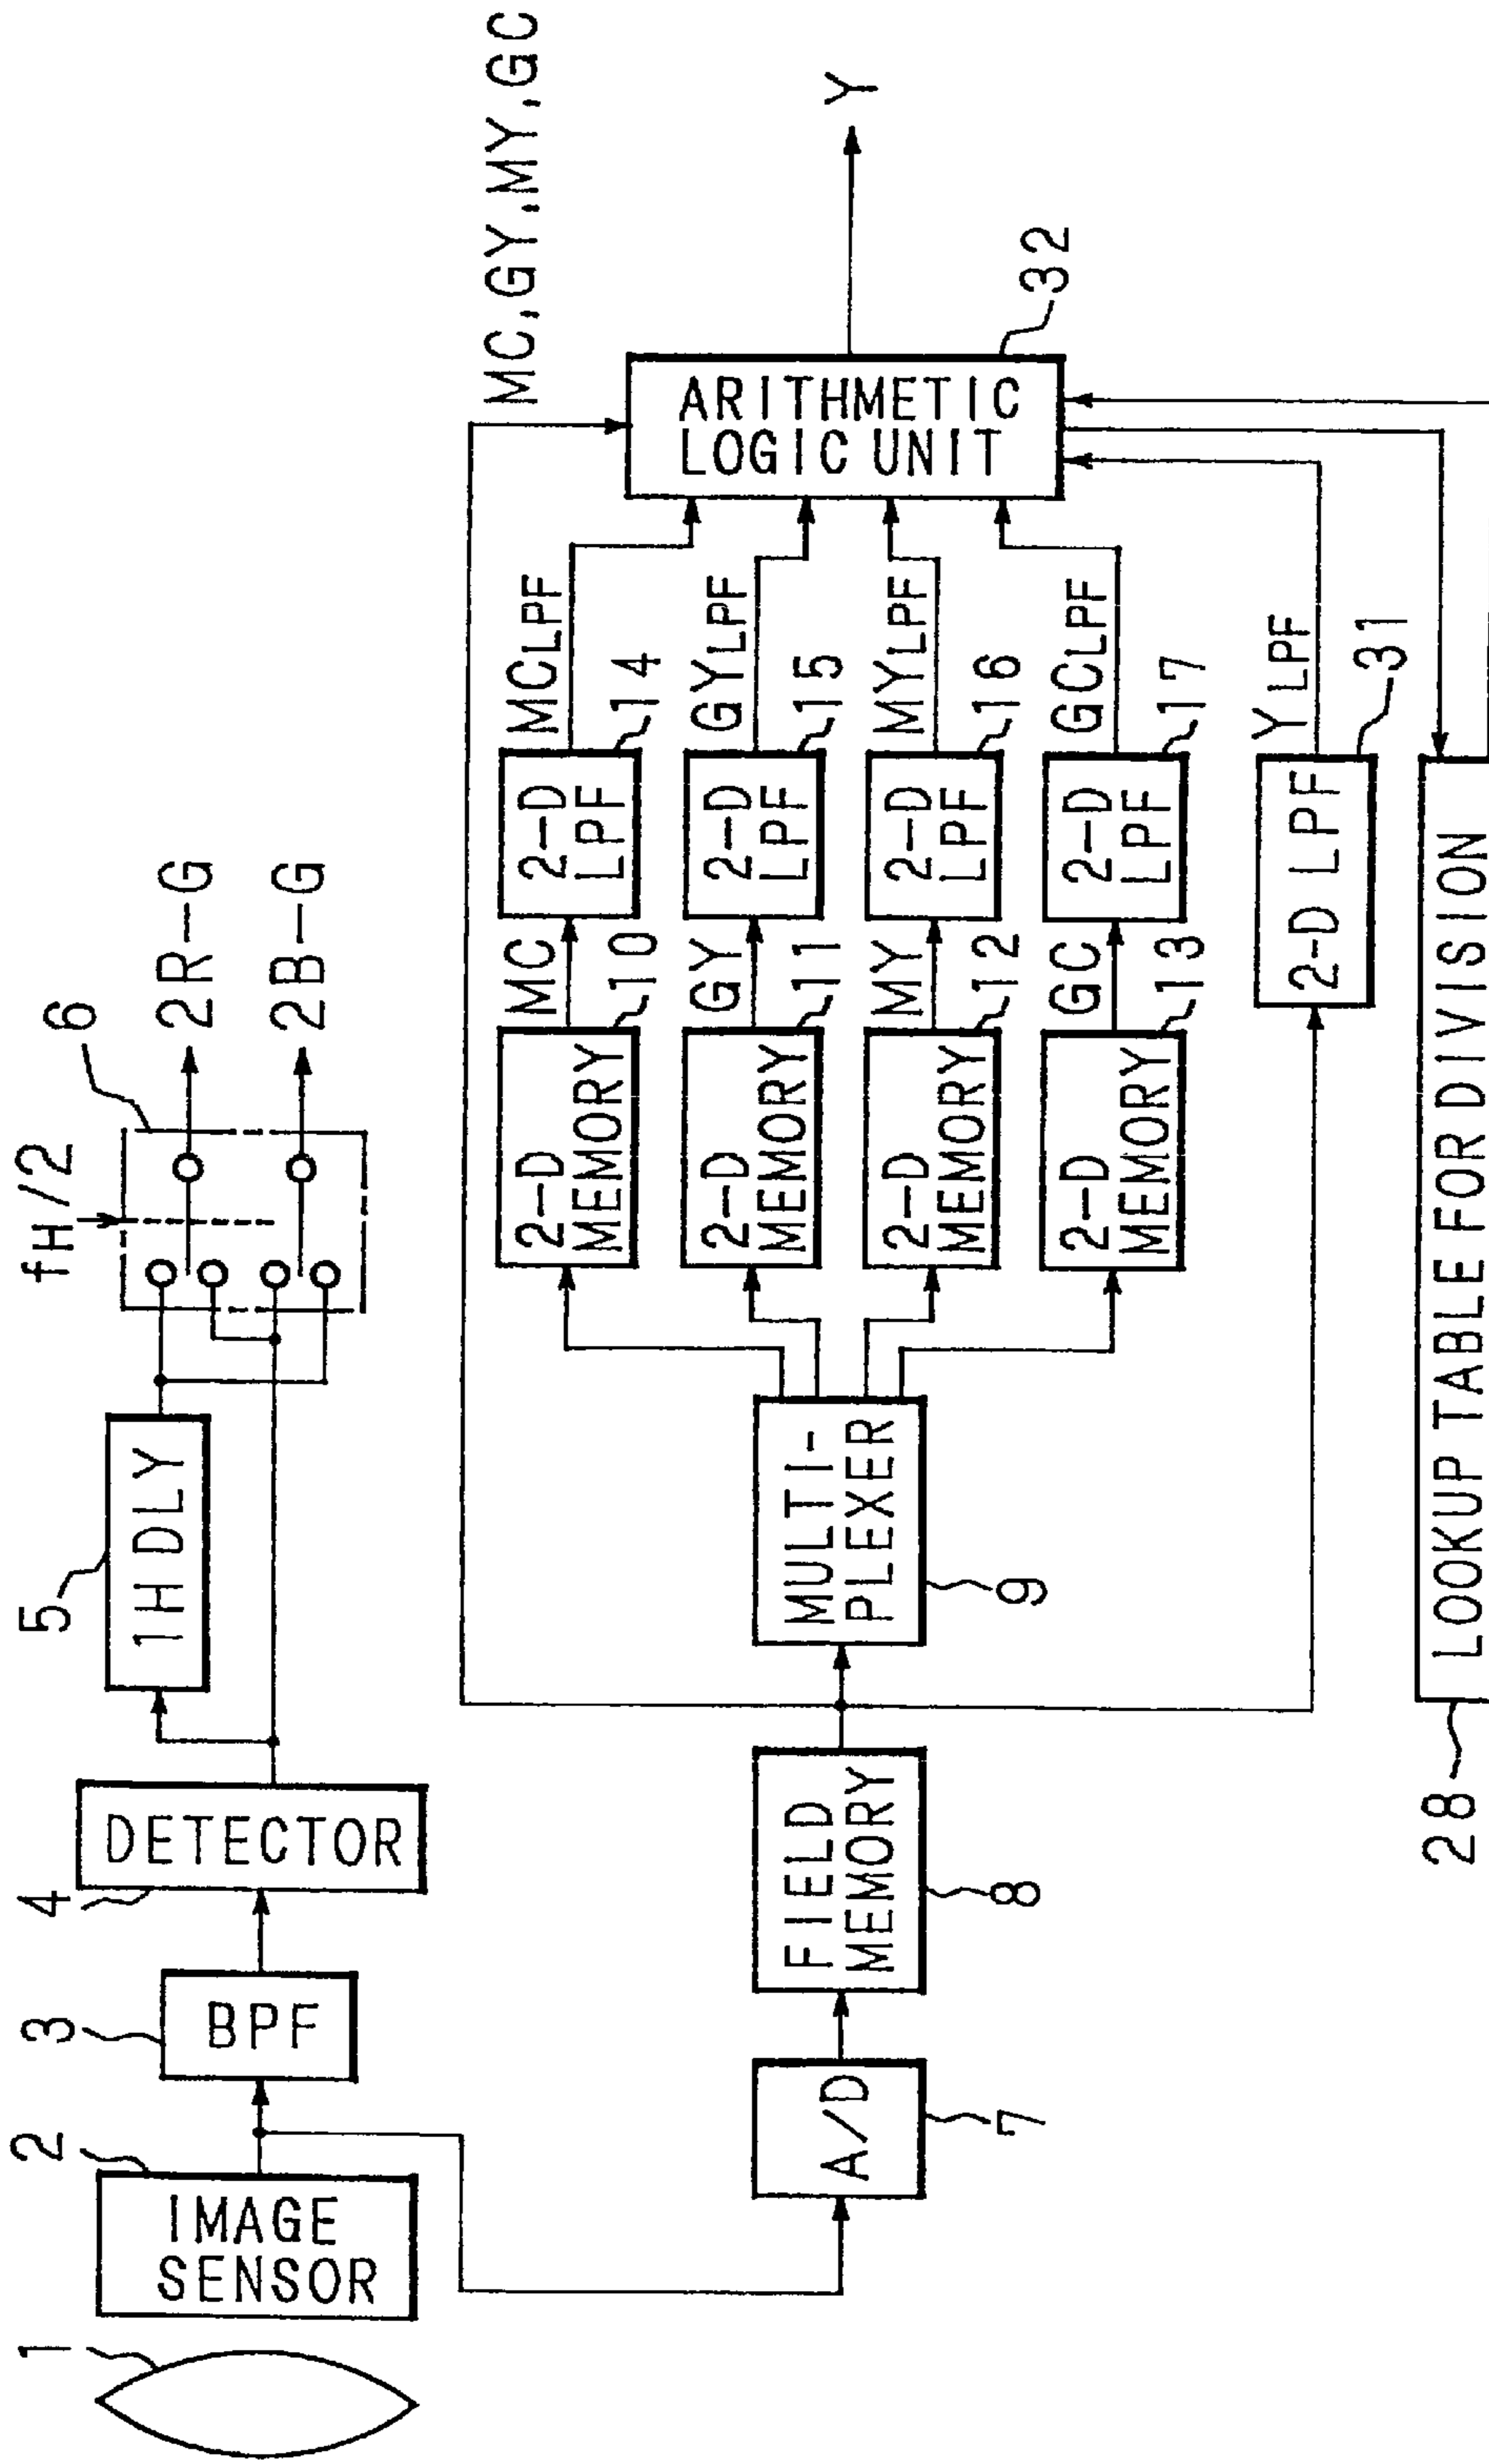 1
2
IMAGE
SENSOR
3
BPF
4
DETECTOR
5
1HDLY
fH/2
6
2R-G
2B-G
7
A/D
8
FIELD
MEMORY
9
MULTI-
PLEXER
2-D
MEMORY
10
MC
2-D
LPF
14
MCLPF
2-D
MEMORY
11
GY
2-D
LPF
15
GYLPF
2-D
MEMORY
12
MY
2-D
LPF
16
MYLPF
2-D
MEMORY
13
GC
2-D
LPF
17
GCLPF
2-D LPF
31
YLPF
MC,GY,MY,GC
ARITHMETIC
LOGIC UNIT
32
Y
28
LOOKUP TABLE FOR DIVISION